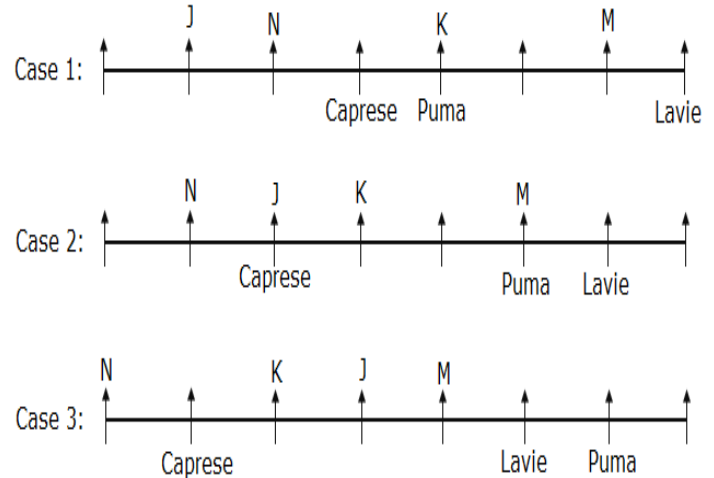 J N K M
Case 1:
Caprese Puma Lavie
N J K M
Case 2:
Caprese Puma Lavie
N K J M
Case 3:
Caprese Lavie Puma